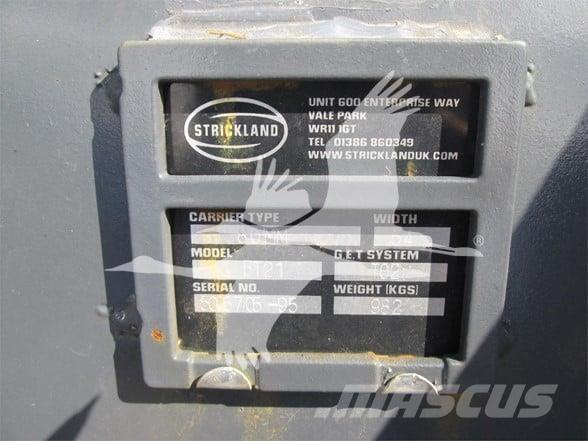 STRICKLAND
UNIT 600 ENTERPRISE WAY
VALE PARK
WR11 1GT
TEL 01386 860349
WWW.STRICKLANDUK.COM
CARRIER TYPE WIDTH
MODEL G.E.T SYSTEM
SERIAL NO. WEIGHT (KGS)
982
MASCUS